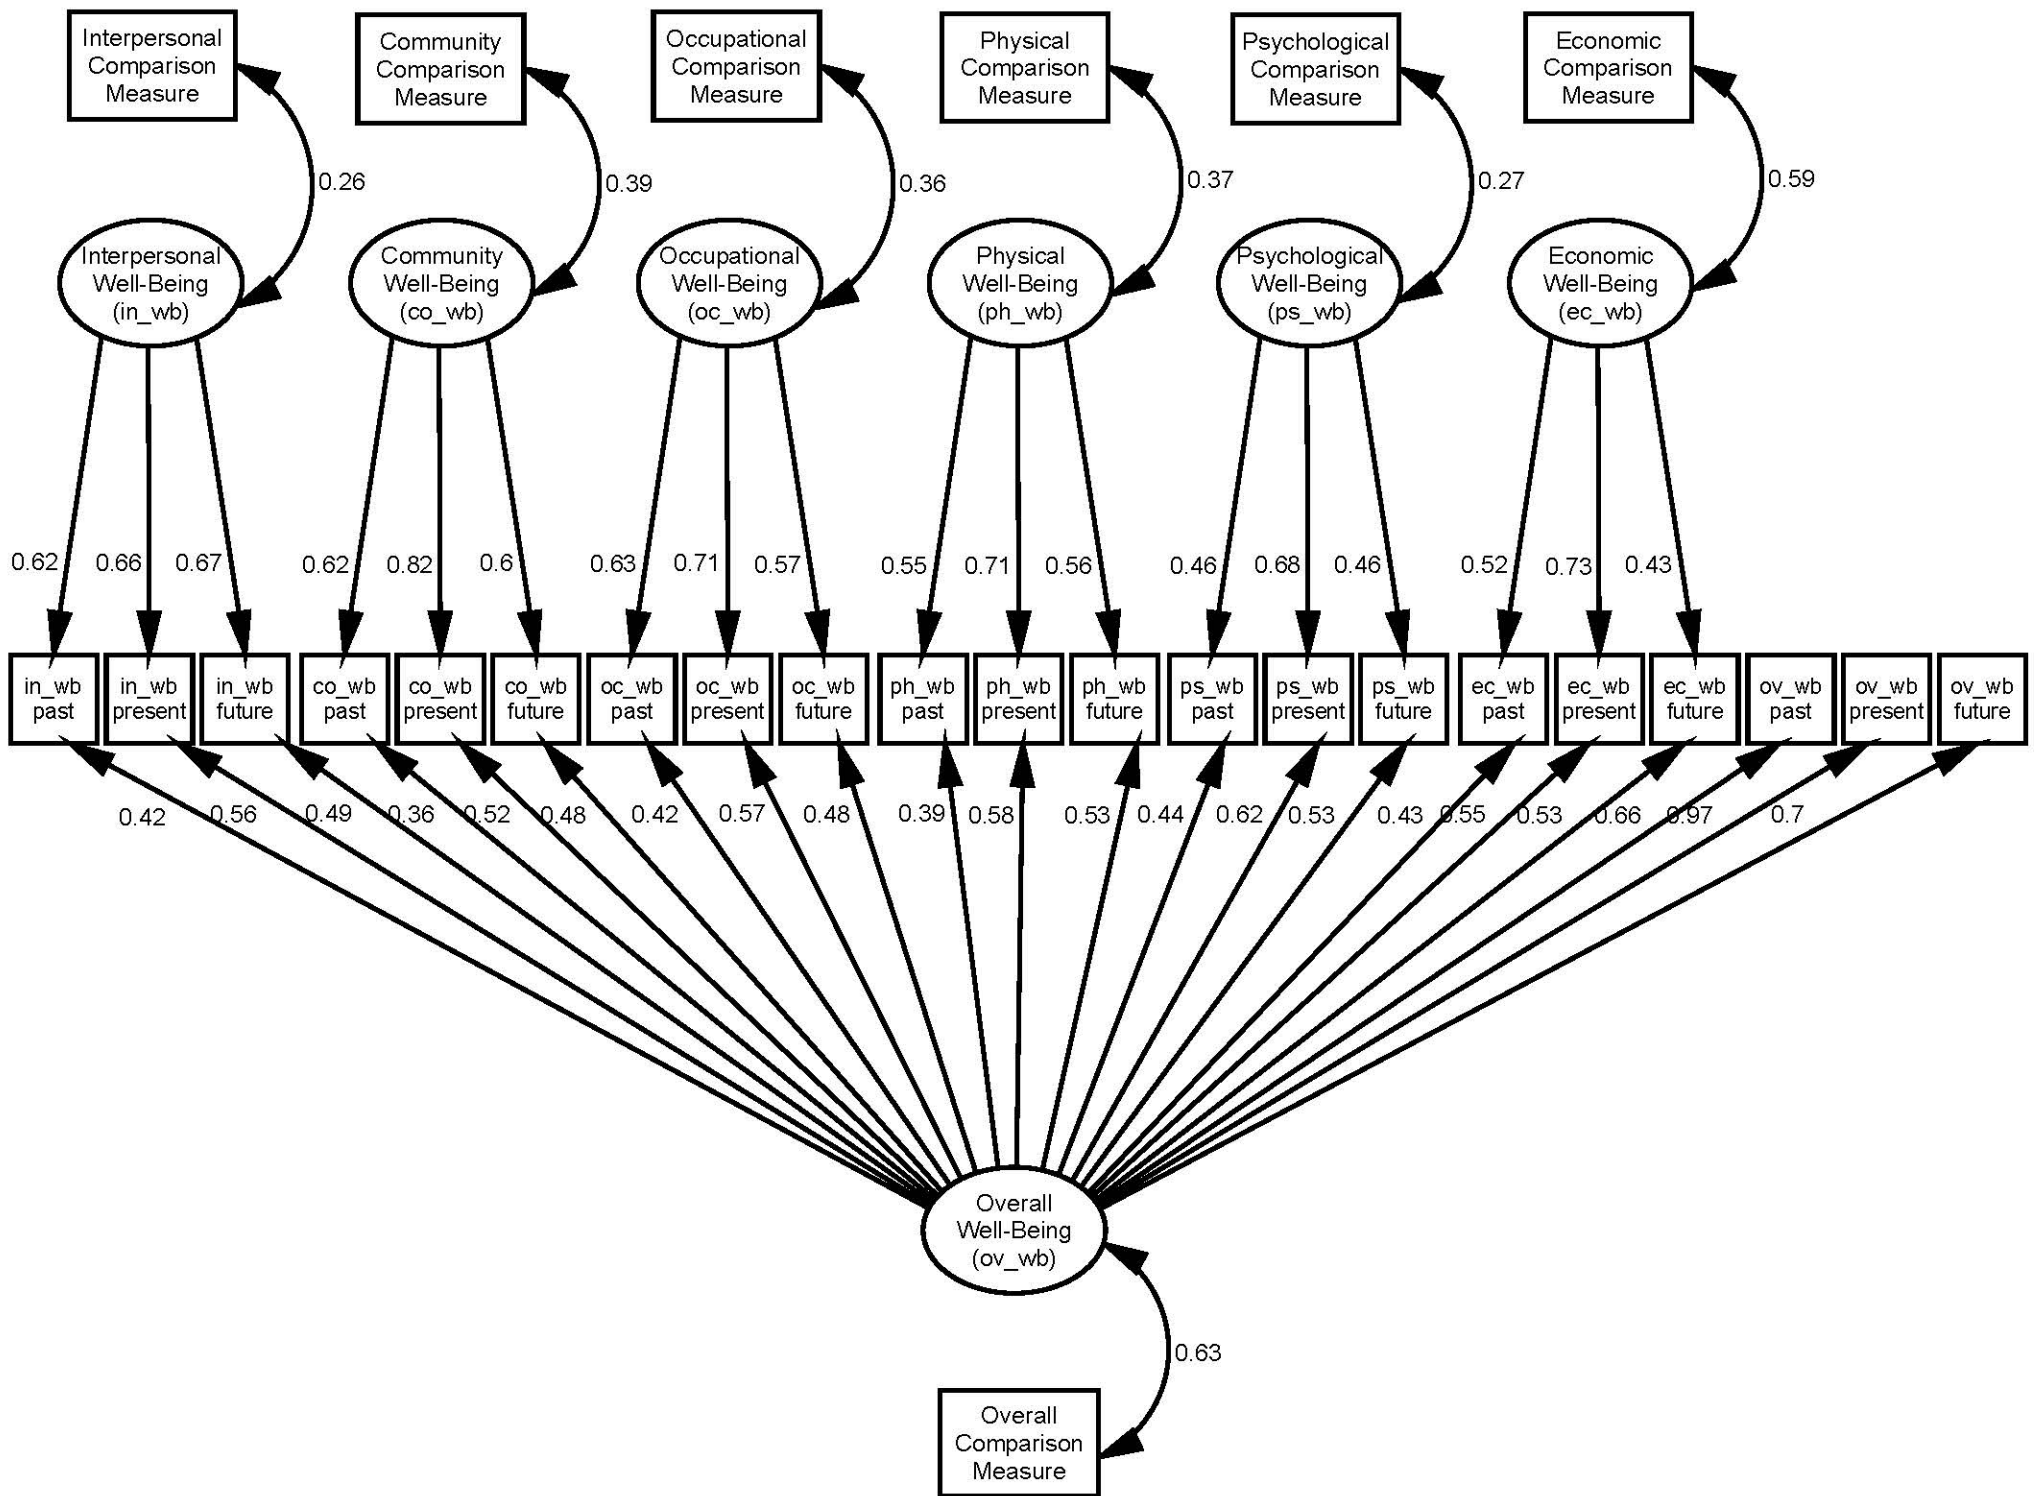 Interpersonal
Comparison
Measure
Community
Comparison
Measure
Occupational
Comparison
Measure
Physical
Comparison
Measure
Psychological
Comparison
Measure
Economic
Comparison
Measure
0.26
0.39
0.36
0.37
0.27
0.59
Interpersonal
Well-Being
(in_wb)
Community
Well-Being
(co_wb)
Occupational
Well-Being
(oc_wb)
Physical
Well-Being
(ph_wb)
Psychological
Well-Being
(ps_wb)
Economic
Well-Being
(ec_wb)
0.62
0.66
0.67
0.62
0.82
0.6
0.63
0.71
0.57
0.55
0.71
0.56
0.46
0.68
0.46
0.52
0.73
0.43
in_wb
past
in_wb
present
in_wb
future
co_wb
past
co_wb
present
co_wb
future
oc_wb
past
oc_wb
present
oc_wb
future
ph_wb
past
ph_wb
present
ph_wb
future
ps_wb
past
ps_wb
present
ps_wb
future
ec_wb
past
ec_wb
present
ec_wb
future
ov_wb
past
ov_wb
present
ov_wb
future
0.42
0.56
0.49
0.36
0.52
0.48
0.42
0.57
0.48
0.39
0.58
0.53
0.44
0.62
0.53
0.43
0.55
0.53
0.66
0.97
0.7
Overall
Well-Being
(ov_wb)
0.63
Overall
Comparison
Measure